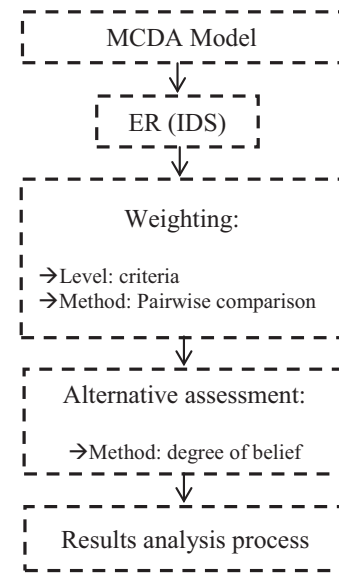 MCDA Model
ER (IDS)
Weighting:
→Level: criteria
→Method: Pairwise comparison
Alternative assessment:
→Method: degree of belief
Results analysis process